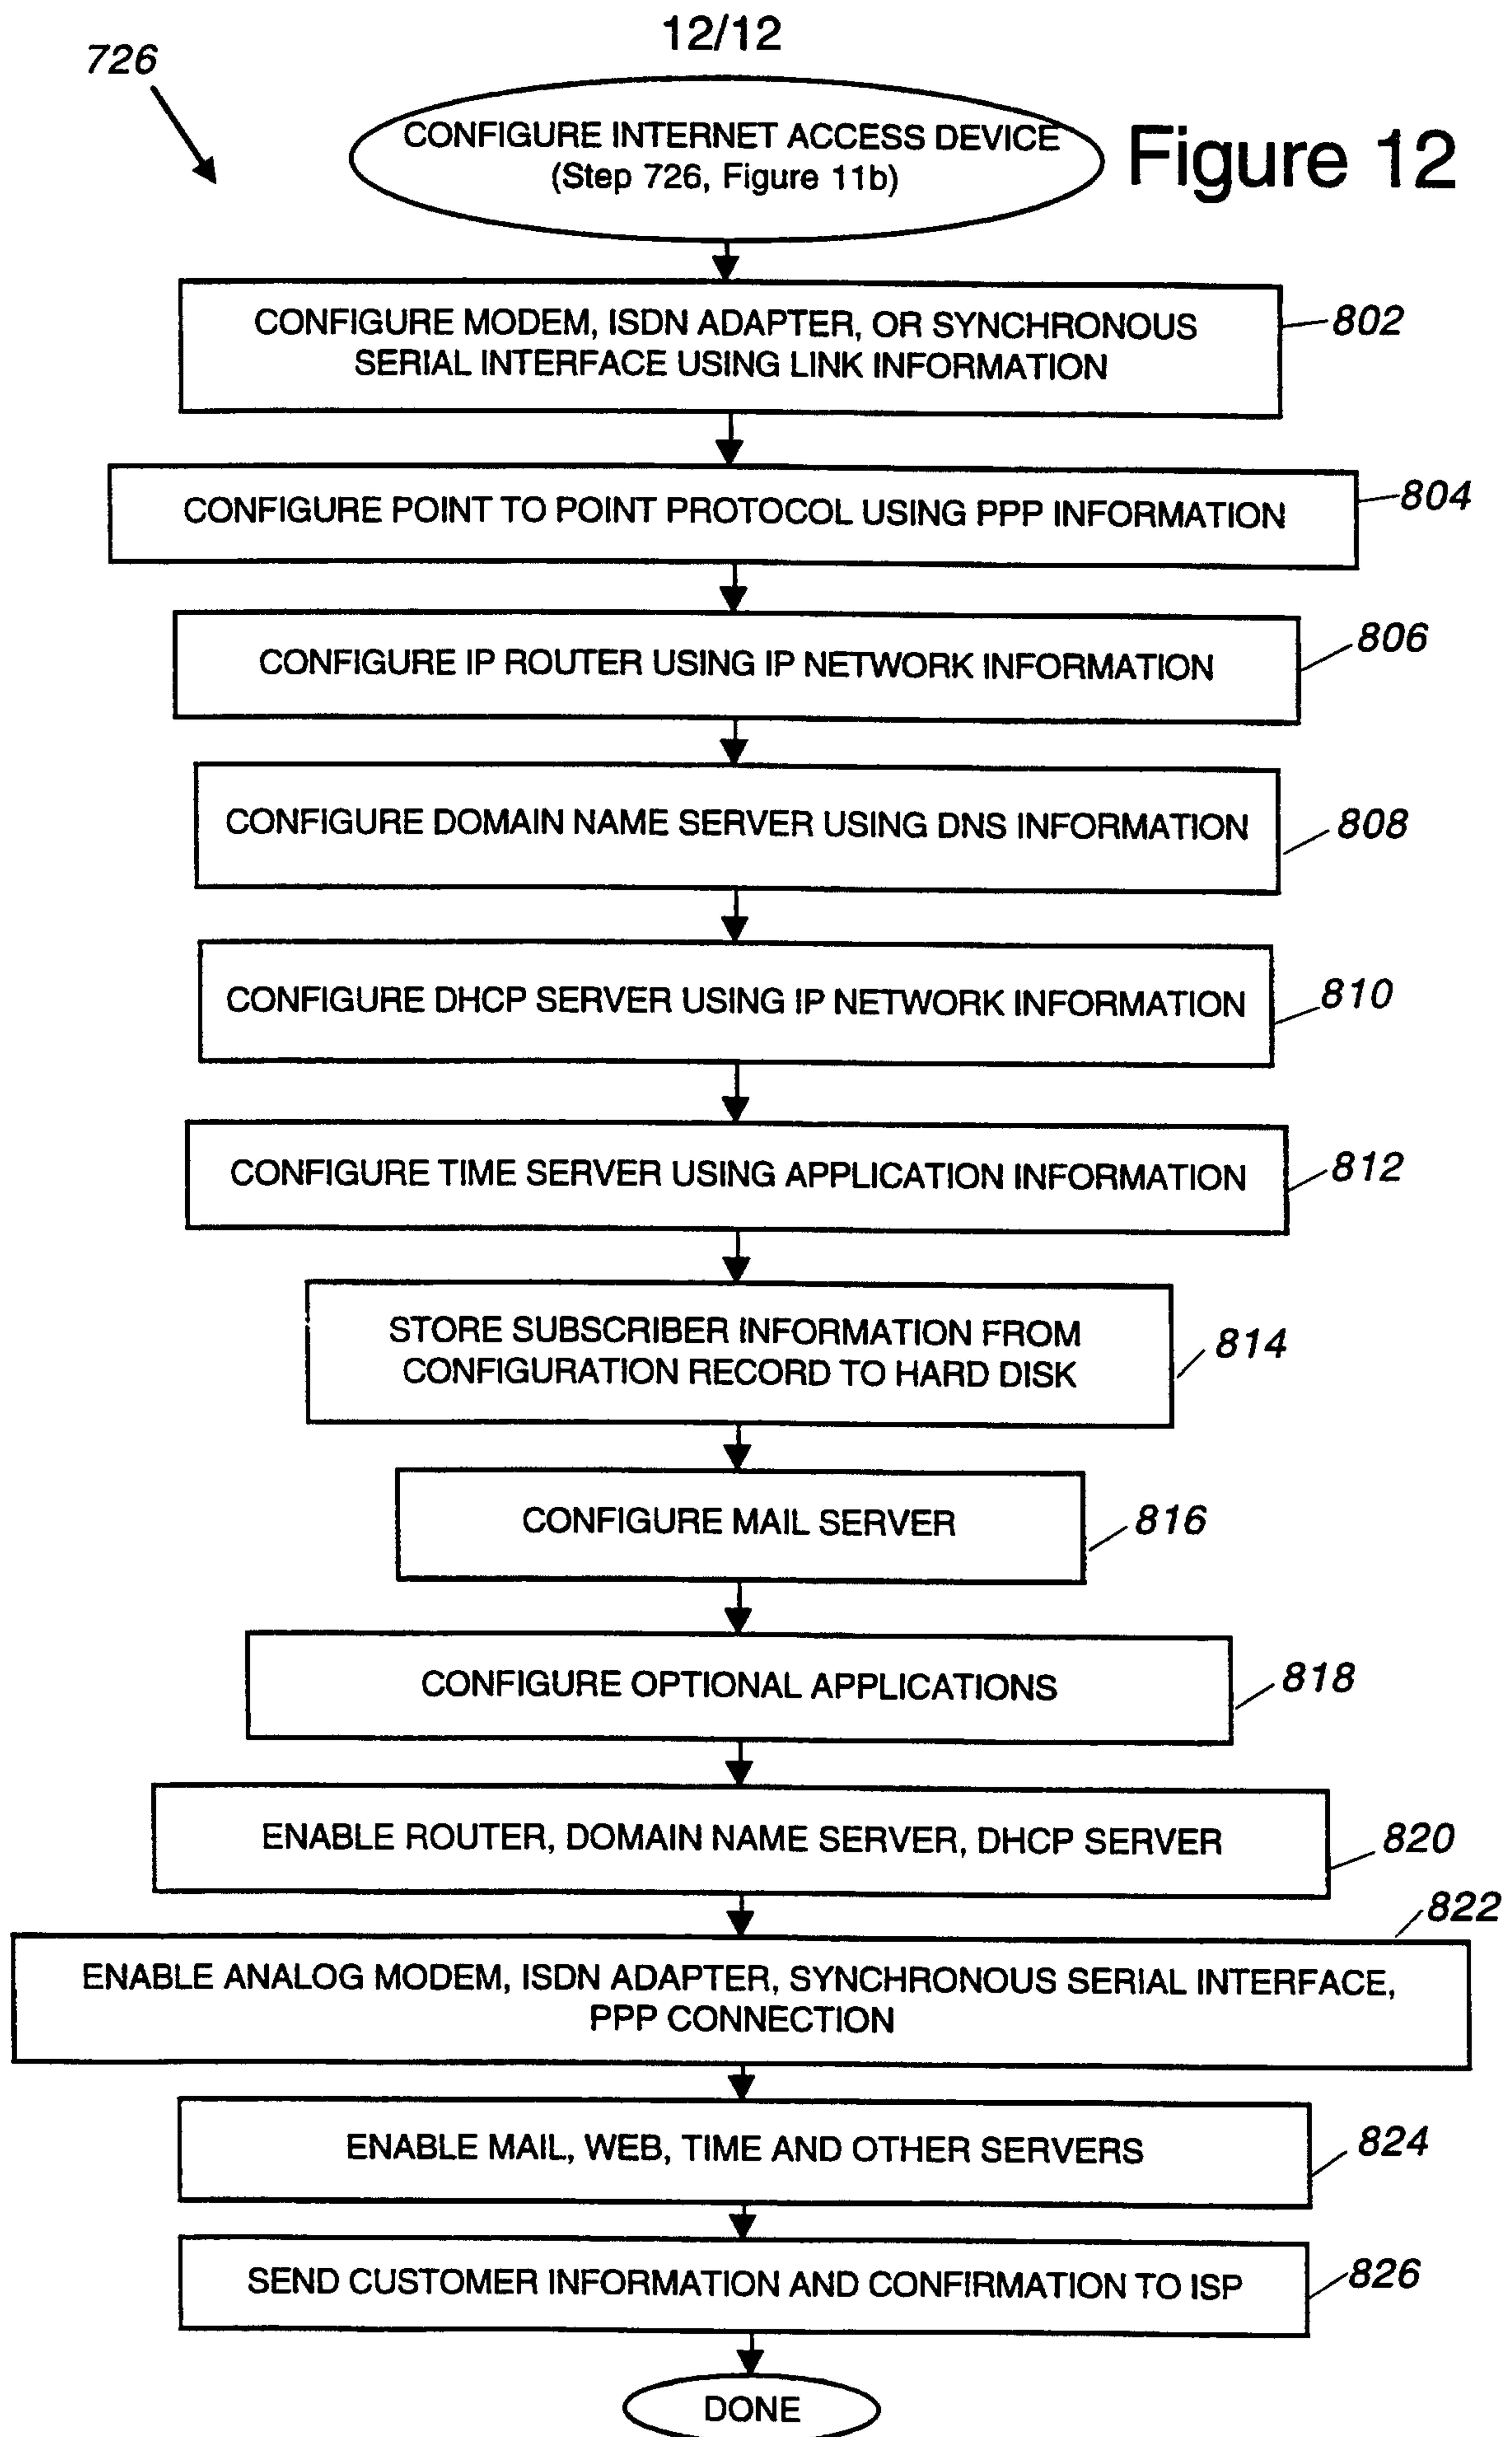 12/12
726
CONFIGURE INTERNET ACCESS DEVICE
(Step 726, Figure 11b)
Figure 12
CONFIGURE MODEM, ISDN ADAPTER, OR SYNCHRONOUS
SERIAL INTERFACE USING LINK INFORMATION
802
CONFIGURE POINT TO POINT PROTOCOL USING PPP INFORMATION
804
CONFIGURE IP ROUTER USING IP NETWORK INFORMATION
806
CONFIGURE DOMAIN NAME SERVER USING DNS INFORMATION
808
CONFIGURE DHCP SERVER USING IP NETWORK INFORMATION
810
CONFIGURE TIME SERVER USING APPLICATION INFORMATION
812
STORE SUBSCRIBER INFORMATION FROM
CONFIGURATION RECORD TO HARD DISK
814
CONFIGURE MAIL SERVER
816
CONFIGURE OPTIONAL APPLICATIONS
818
ENABLE ROUTER, DOMAIN NAME SERVER, DHCP SERVER
820
822
ENABLE ANALOG MODEM, ISDN ADAPTER, SYNCHRONOUS SERIAL INTERFACE,
PPP CONNECTION
ENABLE MAIL, WEB, TIME AND OTHER SERVERS
824
SEND CUSTOMER INFORMATION AND CONFIRMATION TO ISP
826
DONE